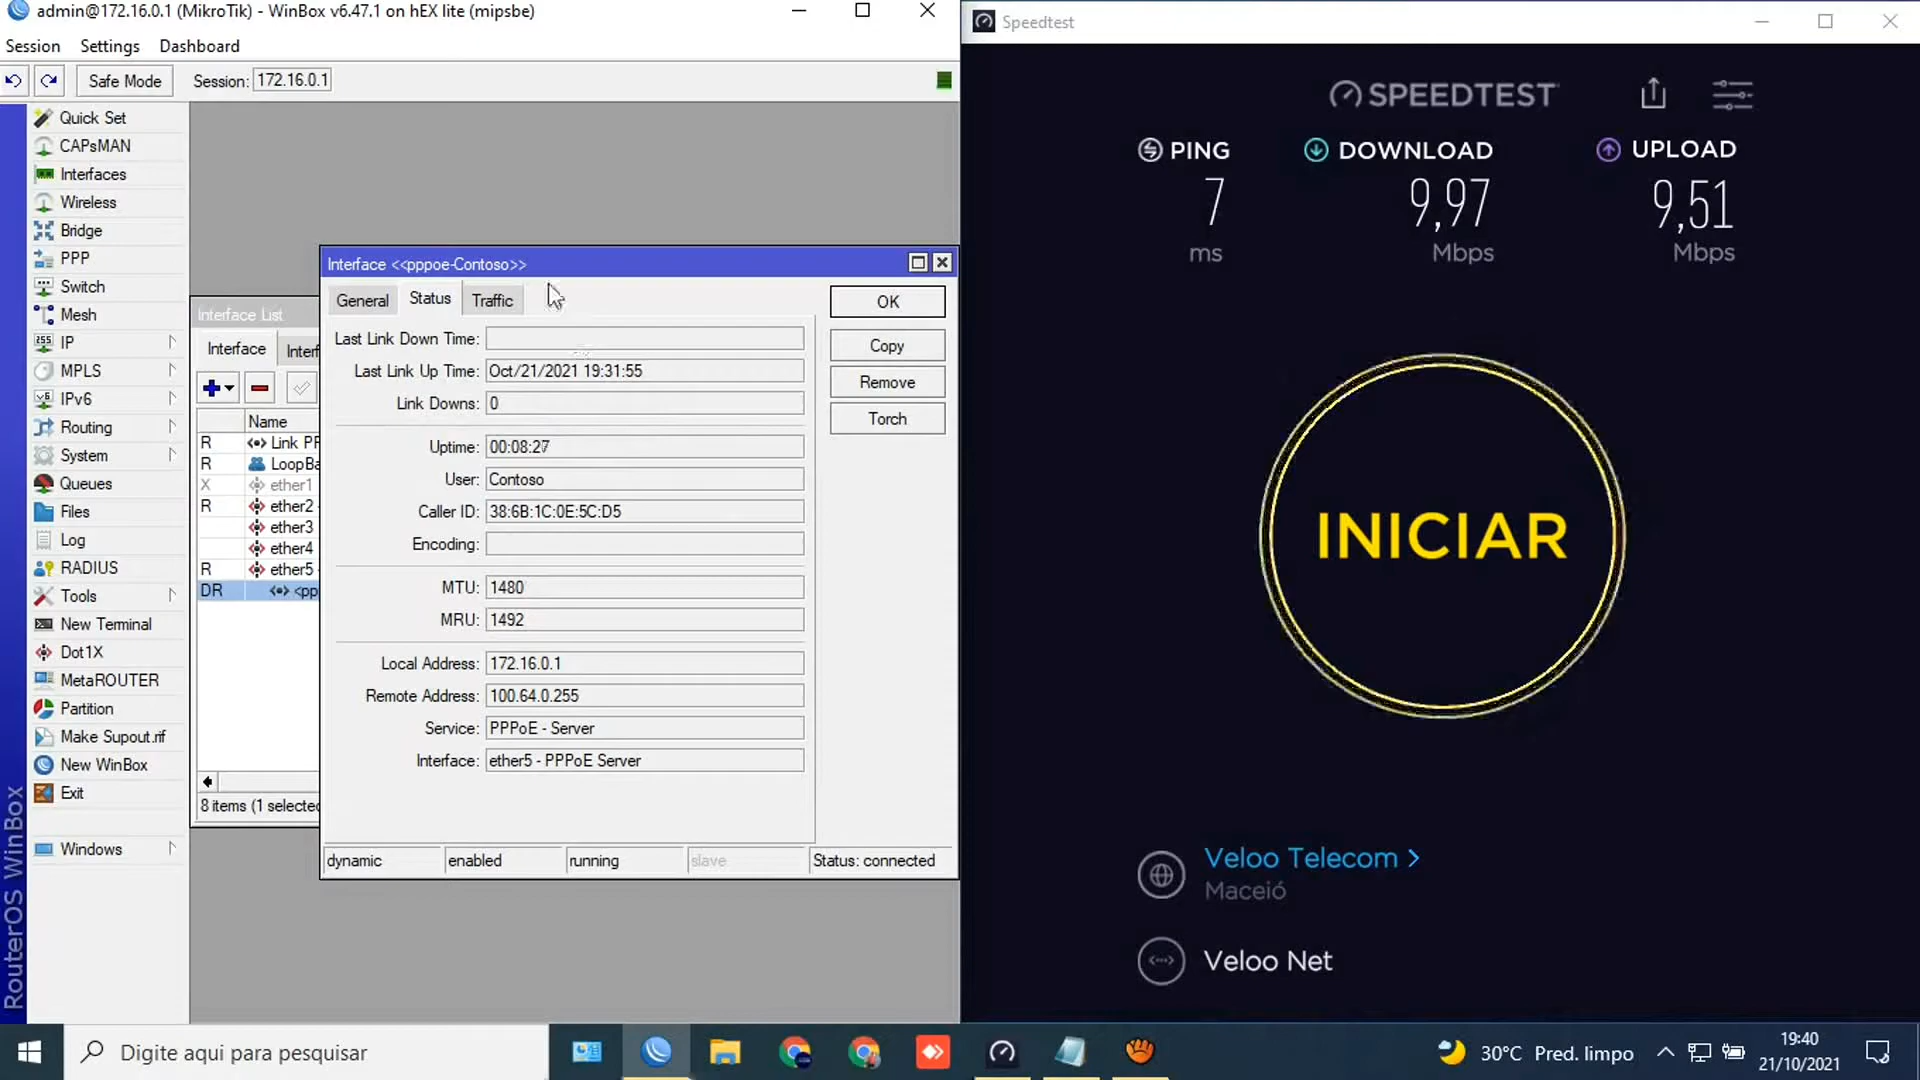 admin@172.16.0.1 (MikroTik) - WinBox v6.47.1 on hEX lite (mipsbe)
Session Settings Dashboard
Safe Mode Session: 172.16.0.1
Quick Set
CAPsMAN
Interfaces
Wireless
Bridge
PPP
Switch
Mesh
IP
MPLS
IPv6
Routing
System
Queues
Files
Log
RADIUS
Tools
New Terminal
Dot1X
MetaROUTER
Partition
Make Supout.rif
New WinBox
Exit
Windows
RouterOS WinBox
Interface List
Interface Interf
Name
R Link PP
R LoopBa
X ether1
R ether2
ether3
ether4
R ether5 -
DR <pp
8 items (1 selected
Interface <<pppoe-Contoso>>
General Status Traffic
Last Link Down Time:
Last Link Up Time: Oct/21/2021 19:31:55
Link Downs: 0
Uptime: 00:08:27
User: Contoso
Caller ID: 38:6B:1C:0E:5C:D5
Encoding:
MTU: 1480
MRU: 1492
Local Address: 172.16.0.1
Remote Address: 100.64.0.255
Service: PPPoE - Server
Interface: ether5 - PPPoE Server
OK
Copy
Remove
Torch
dynamic enabled running slave Status: connected
Speedtest
SPEEDTEST
PING DOWNLOAD UPLOAD
7 9,97 9,51
ms Mbps Mbps
INICIAR
Veloo Telecom >
Maceió
Veloo Net
Digite aqui para pesquisar
30°C Pred. limpo
19:40
21/10/2021